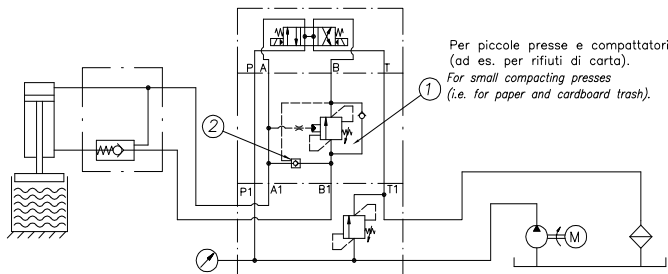 P
A
B
T
Per piccole presse e compattatori
(ad es. per rifiuti di carta).
For small compacting presses
(i.e. for paper and cardboard trash).
1
2
P1
A1
B1
T1
M